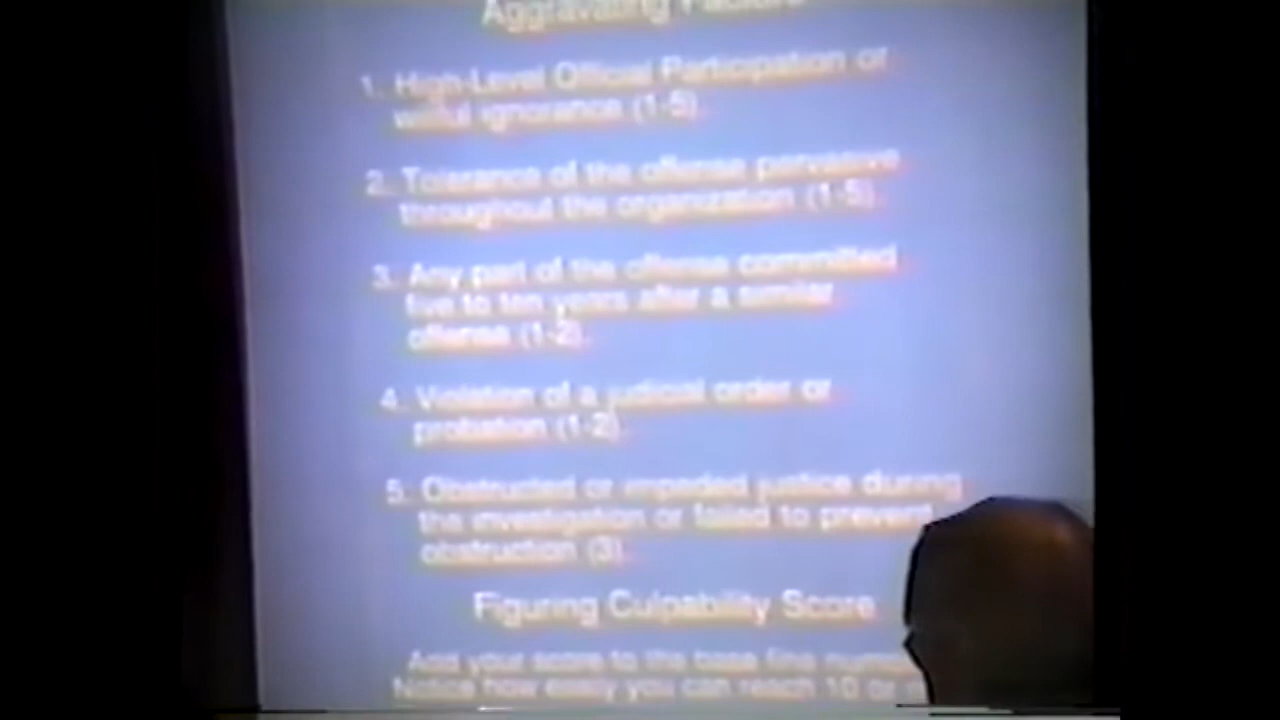 Aggravating Factors
1. High-Level Official Participation or
willful ignorance (1-5).
2. Tolerance of the offense pervasive
throughout the organization (1-5).
3. Any part of the offense committed
five to ten years after a similar
offense (1-2).
4. Violation of a judicial order or
probation (1-2).
5. Obstructed or impeded justice during
the investigation or failed to prevent
obstruction (3).
Figuring Culpability Score
Add your score to the base fine
Notice how easy you can reach 10 or